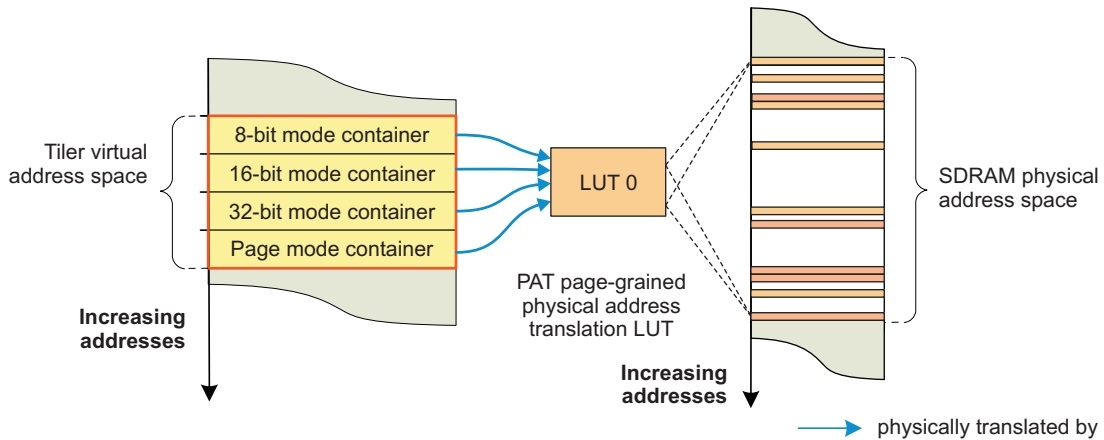 8-bit mode container
16-bit mode container
32-bit mode container
Page mode container
Tiler virtual
address space
Increasing
addresses
LUT 0
PAT page-grained
physical address
translation LUT
SDRAM physical
address space
Increasing
addresses
physically translated by